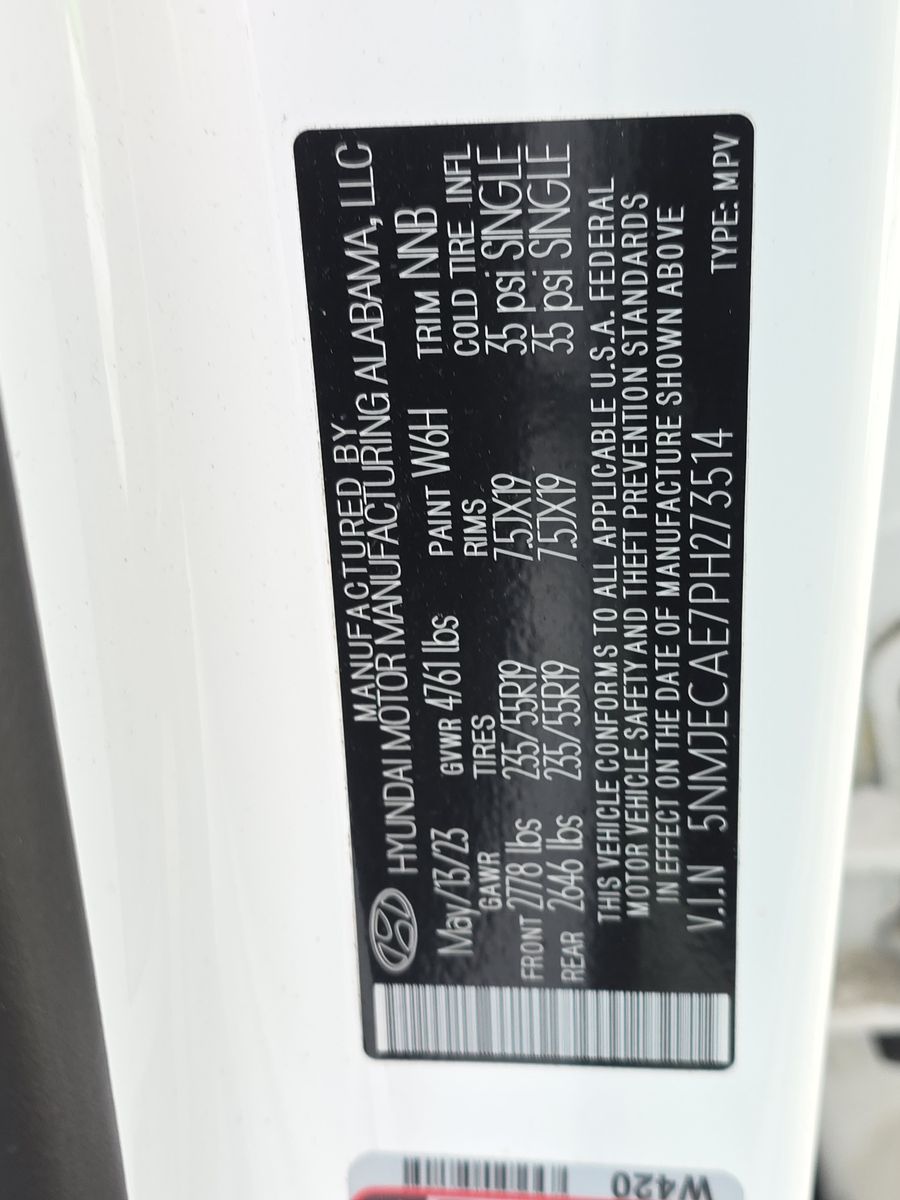 MANUFACTURED BY
HYUNDAI MOTOR MANUFACTURING ALABAMA, LLC
May/13/23 GVWR 4761 lbs PAINT W6H TRIM NNB
GAWR TIRES RIMS COLD TIRE INFL
FRONT 2778 lbs 235/55R19 7.5JX19 35 psi SINGLE
REAR 2646 lbs 235/55R19 7.5JX19 35 psi SINGLE
THIS VEHICLE CONFORMS TO ALL APPLICABLE U.S.A. FEDERAL
MOTOR VEHICLE SAFETY AND THEFT PREVENTION STANDARDS
IN EFFECT ON THE DATE OF MANUFACTURE SHOWN ABOVE
V.I.N 5NMJECAE7PH273514 TYPE: MPV
W420